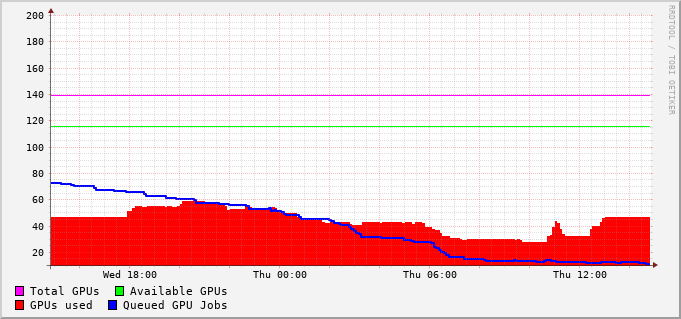 200
180
160
140
120
100
80
60
40
20
Wed 18:00 Thu 00:00 Thu 06:00 Thu 12:00
Total GPUs Available GPUs
GPUs used Queued GPU Jobs
RRDTOOL / TOBI OETIKER